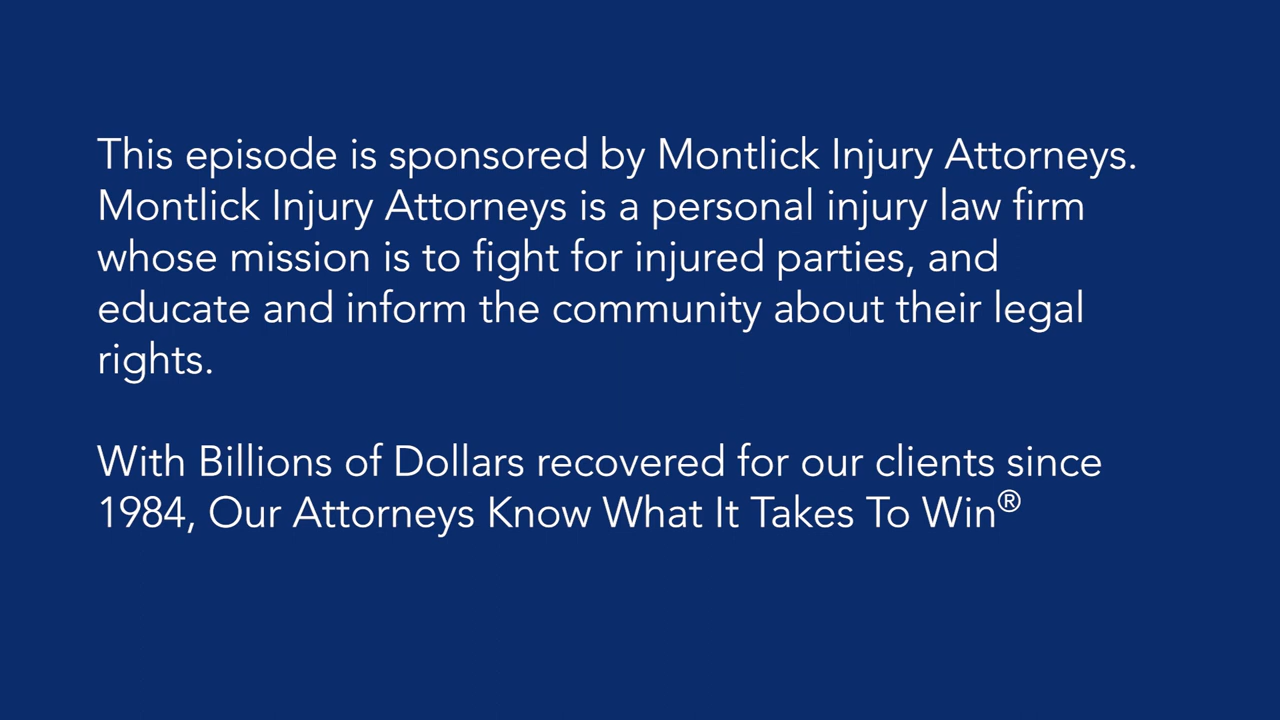 This episode is sponsored by Montlick Injury Attorneys.
Montlick Injury Attorneys is a personal injury law firm
whose mission is to fight for injured parties, and
educate and inform the community about their legal
rights.
With Billions of Dollars recovered for our clients since
1984, Our Attorneys Know What It Takes To Win®